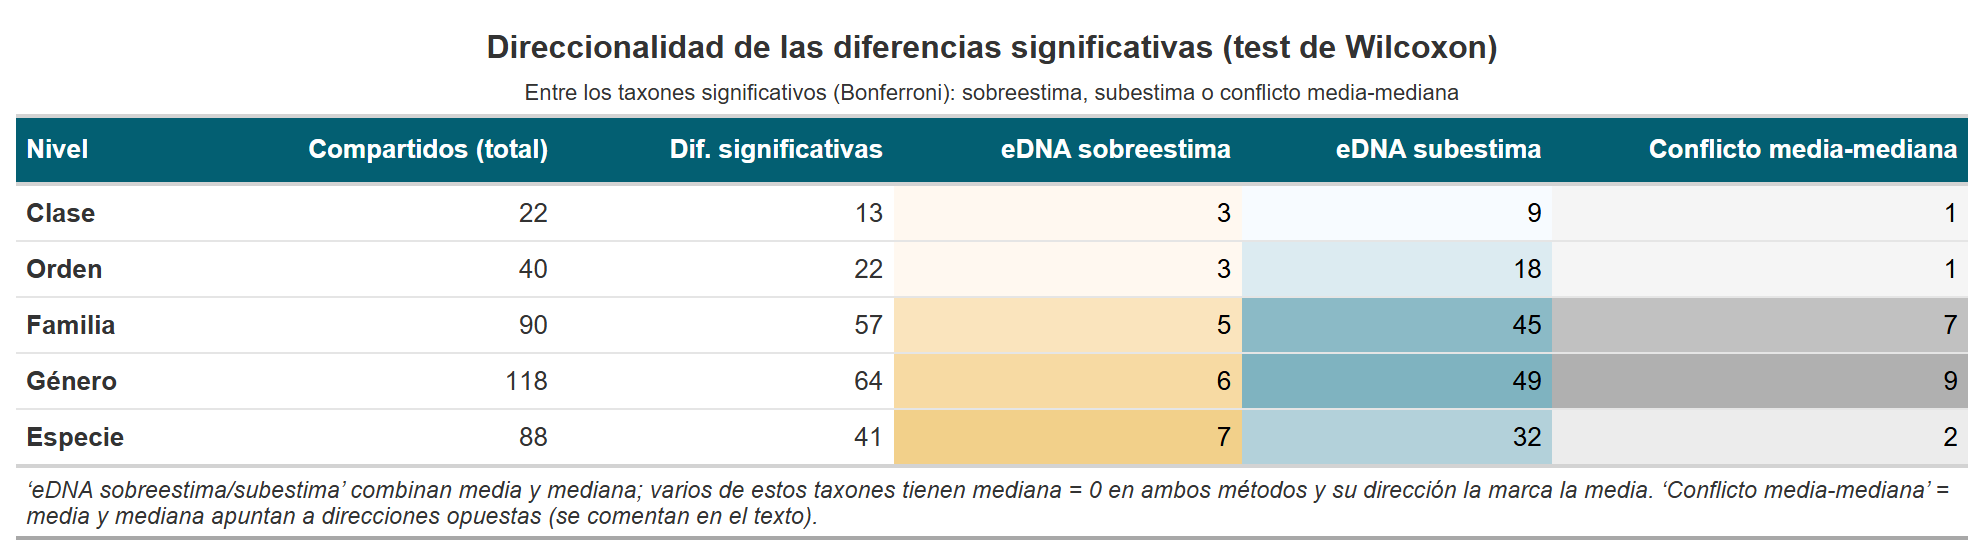 Direccionalidad de las diferencias significativas (test de Wilcoxon)
Entre los taxones significativos (Bonferroni): sobreestima, subestima o conflicto media-mediana
Nivel Compartidos (total) Dif. significativas eDNA sobreestima eDNA subestima Conflicto media-mediana
Clase 22 13 3 9 1
Orden 40 22 3 18 1
Familia 90 57 5 45 7
Género 118 64 6 49 9
Especie 88 41 7 32 2
‘eDNA sobreestima/subestima’ combinan media y mediana; varios de estos taxones tienen mediana = 0 en ambos métodos y su dirección la marca la media. ‘Conflicto media-mediana’ =
media y mediana apuntan a direcciones opuestas (se comentan en el texto).